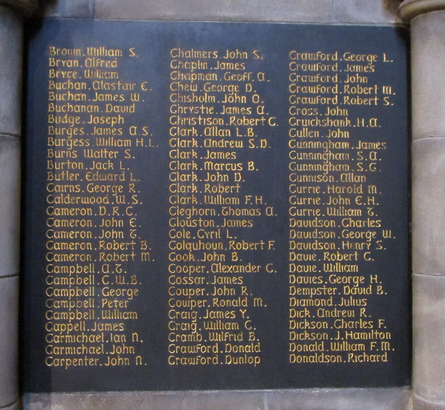 Brown. William S.
Bryan. Alfred
Bryce. William
Buchan. Alastair C.
Buchan. James W.
Buchanan. David
Budge. Joseph
Burges. James A.S.
Burgess. William H.L.
Burns Walter S.
Burton. Jack L.
Butler. Edward L.
Cairns. George R.
Calderwood. W.S.
Cameron. D.R.C.
Cameron. John E.
Cameron. John G.
Cameron. Robert B.
Cameron. Robert M.
Campbell. A.T.
Campbell. C.W.B.
Campbell. George
Campbell. Peter
Campbell. William
Cappell. James
Carmichael. Ian N.
Carmichael. John
Carpenter. John N.
Chalmers. John S.
Chaplin. James
Chapman. Geoff. A.
Chew. George D.
Chisholm. John O.
Chrystie. James A.
Christison. Robert C.
Clark. Allan L.B.
Clark. Andrew S.D.
Clark. James
Clark. Marcus B.
Clark. John D.
Clark. Robert
Clark. William F.H.
Cleghorn. Thomas A.
Clouston. James
Cole. Cyril L.
Colquhoun. Robert F.
Cook. John B.
Cooper. Alexander C.
Cossar. James
Couper. John R.
Cowper. Ronald M.
Craig. James Y.
Craig. William C.
Cramb. Wilfrid B.
Crawford. Donald
Crawford. Dunlop
Crawford. George L.
Crawford. James
Crawford. John
Crawford. Robert M.
Crawford. Robert S.
Cross. John
Cruickshank. H.A.
Cullen. John
Cunningham. James
Cunningham. S.A.
Cunningham. S.G
Cunnison. Allan
Currie. Harold M.
Currie. John E.H.
Currie. William T.
Davidson. Charles
Davidson. George W.
Davidson. Henry S.
Davie. Robert C.
Davie. William
Davies. George H.
Dempster. David B.
Diamond. Julius
Dick. Andrew R.
Dickson. Charles F.
Dickson. J. Hamilton
Donald. William F.M.
Donaldson. Richard